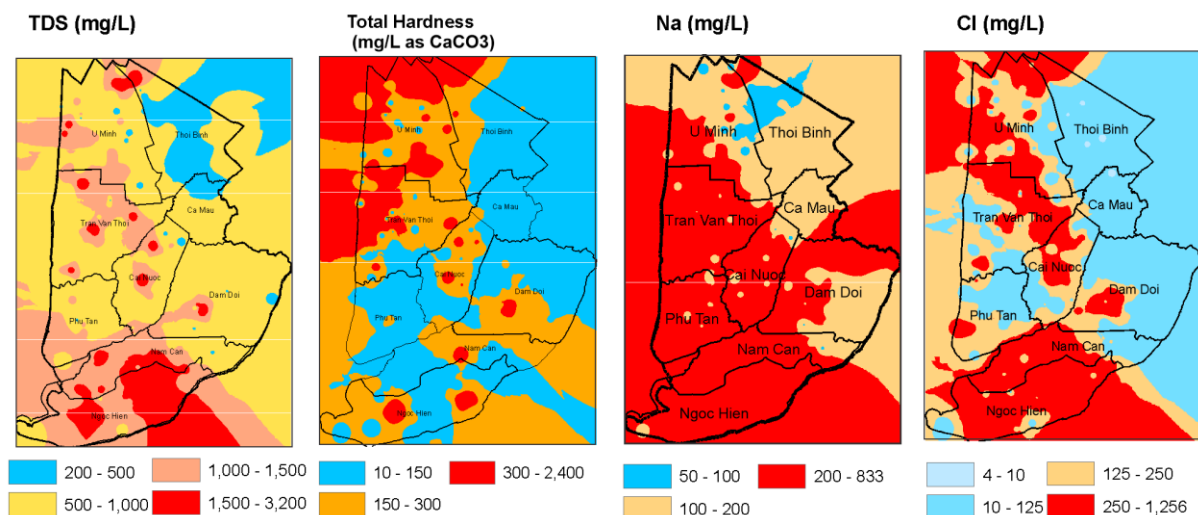 TDS (mg/L)
U Minh
Thoi Binh
Ca Mau
Tran Van Thoi
Cai Nuoc
Dam Doi
Phu Tan
Nam Can
Ngoc Hien
200 - 500
1,000 - 1,500
500 - 1,000
1,500 - 3,200
Total Hardness
(mg/L as CaCO3)
U Minh
Thoi Binh
Ca Mau
Tran Van Thoi
Cai Nuoc
Dam Doi
Phu Tan
Nam Can
Ngoc Hien
10 - 150
300 - 2,400
150 - 300
Na (mg/L)
U Minh
Thoi Binh
Ca Mau
Tran Van Thoi
Cai Nuoc
Dam Doi
Phu Tan
Nam Can
Ngoc Hien
50 - 100
200 - 833
100 - 200
Cl (mg/L)
U Minh
Thoi Binh
Ca Mau
Tran Van Thoi
Cai Nuoc
Dam Doi
Phu Tan
Nam Can
Ngoc Hien
4 - 10
125 - 250
10 - 125
250 - 1,256